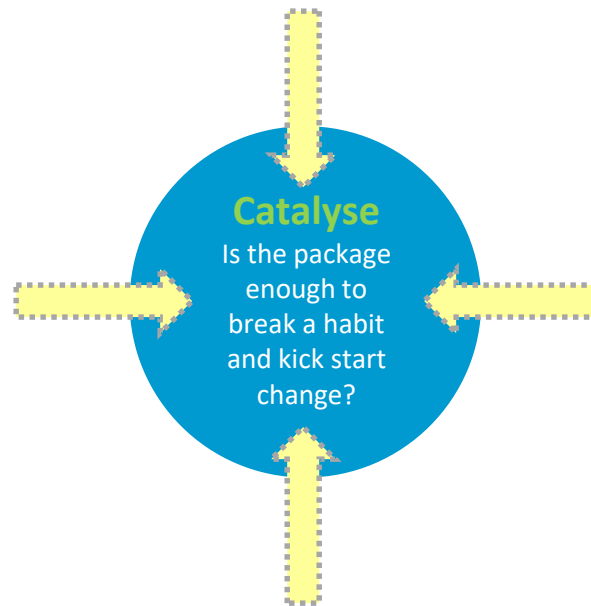 Catalyse
Is the package
enough to
break a habit
and kick start
change?